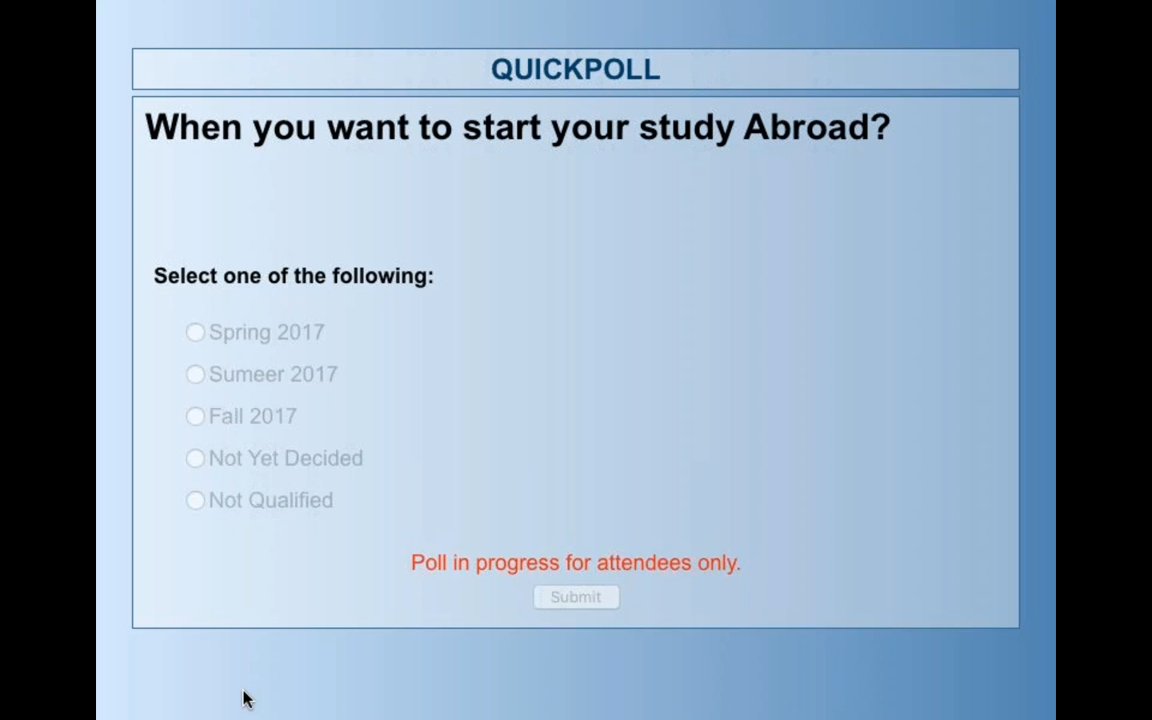 QUICKPOLL
When you want to start your study Abroad?
Select one of the following:
Spring 2017
Sumeer 2017
Fall 2017
Not Yet Decided
Not Qualified
Poll in progress for attendees only.
Submit